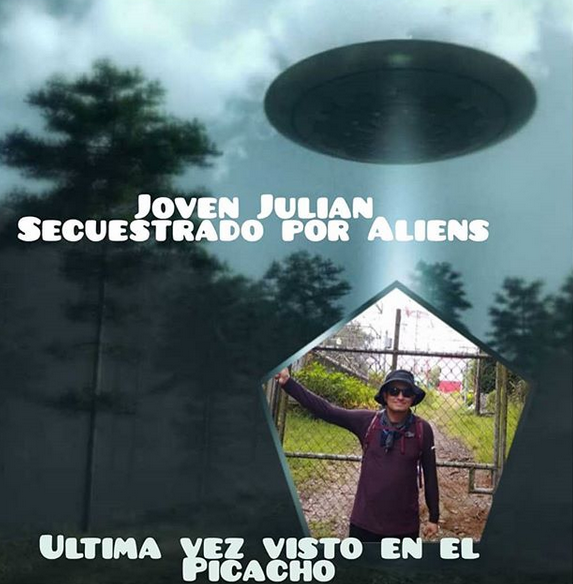 Joven Julian
Secuestrado por Aliens
Ultima vez visto en el
Picacho